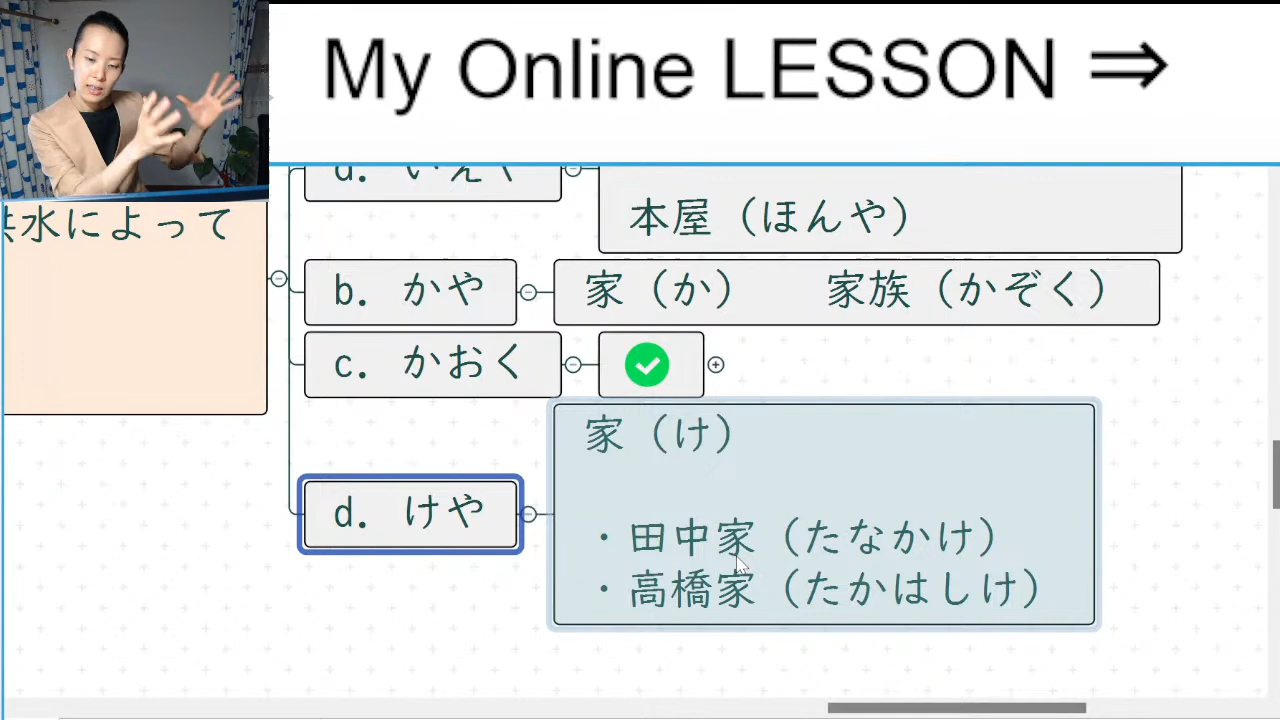 My Online LESSON ⇒
本屋（ほんや）
水によって
b. かや
家（か）　　家族（かぞく）
c. かおく
家（け）
d. けや
・田中家（たなかけ）
・高橋家（たかはしけ）